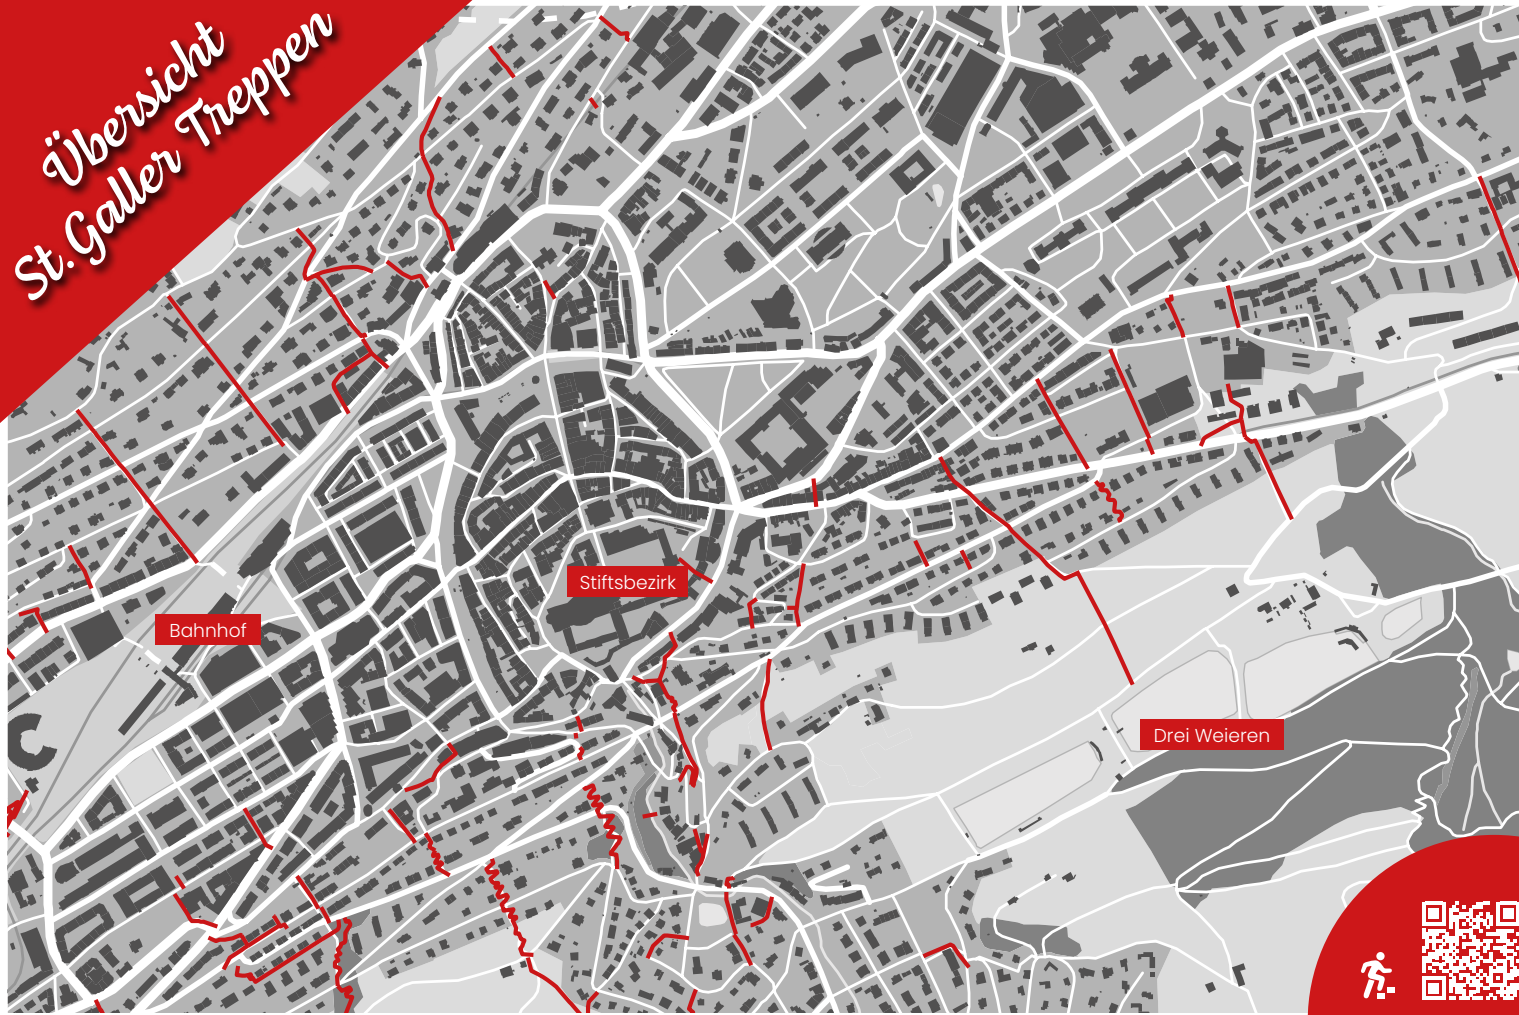 Übersicht
St. Galler Treppen
Stiftsbezirk
Bahnhof
Drei Weieren